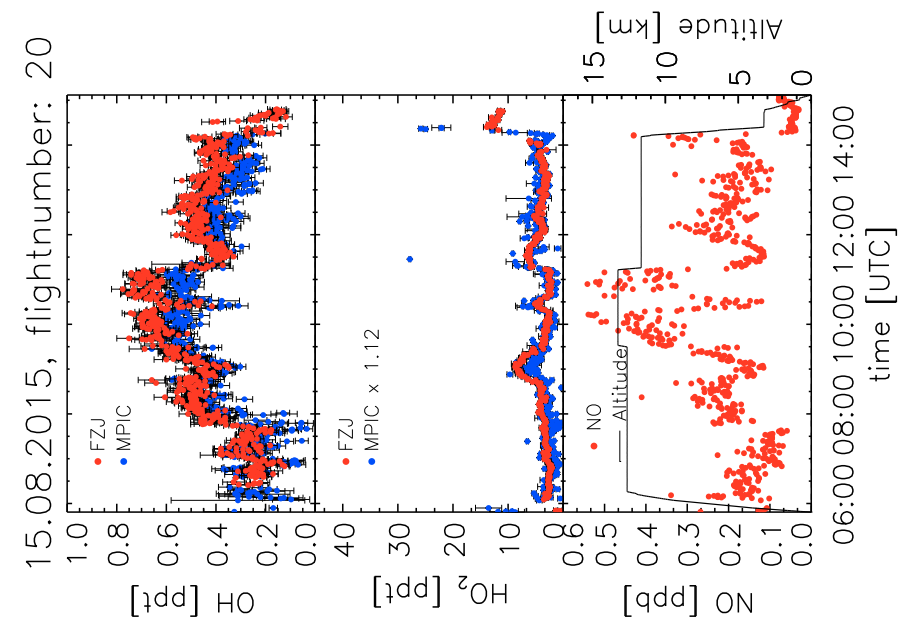 15.08.2015, flightnumber: 20
OH [ppt]
1.0
0.8
0.6
0.4
0.2
0.0
FZJ
MPIC
HO2 [ppt]
40
30
20
10
0
FZJ
MPIC x 1.12
NO [ppb]
0.6
0.5
0.4
0.3
0.2
0.1
0.0
NO
Altitude
15
10
5
0
Altitude [km]
06:00 08:00 10:00 12:00 14:00
time [UTC]